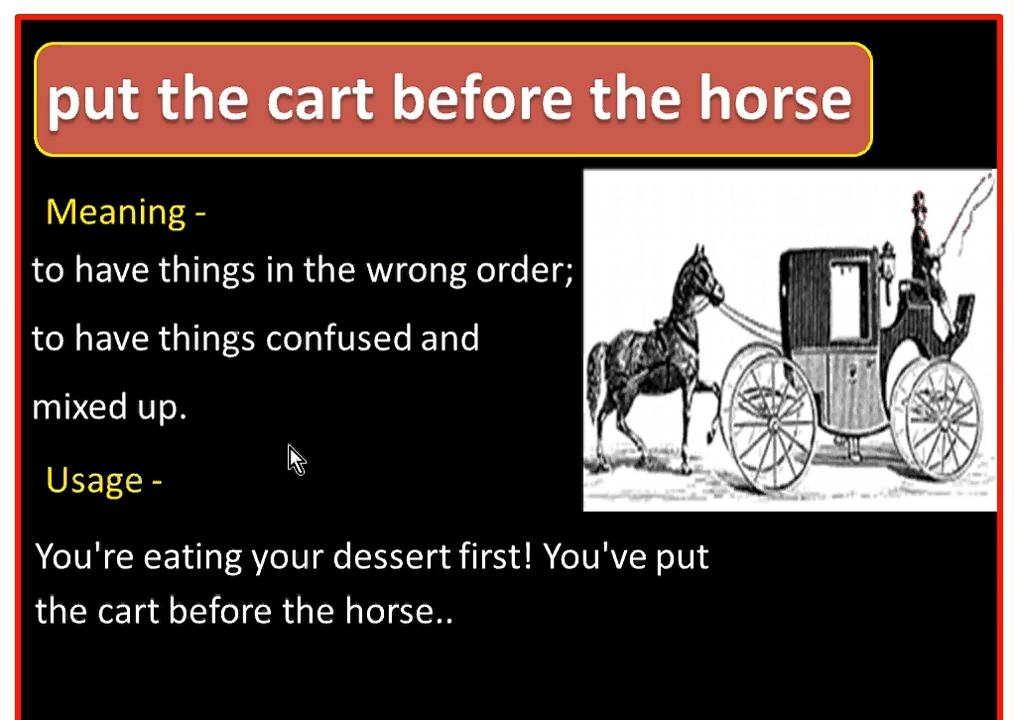 put the cart before the horse
Meaning -
to have things in the wrong order;
to have things confused and
mixed up.
Usage -
You're eating your dessert first! You've put
the cart before the horse..